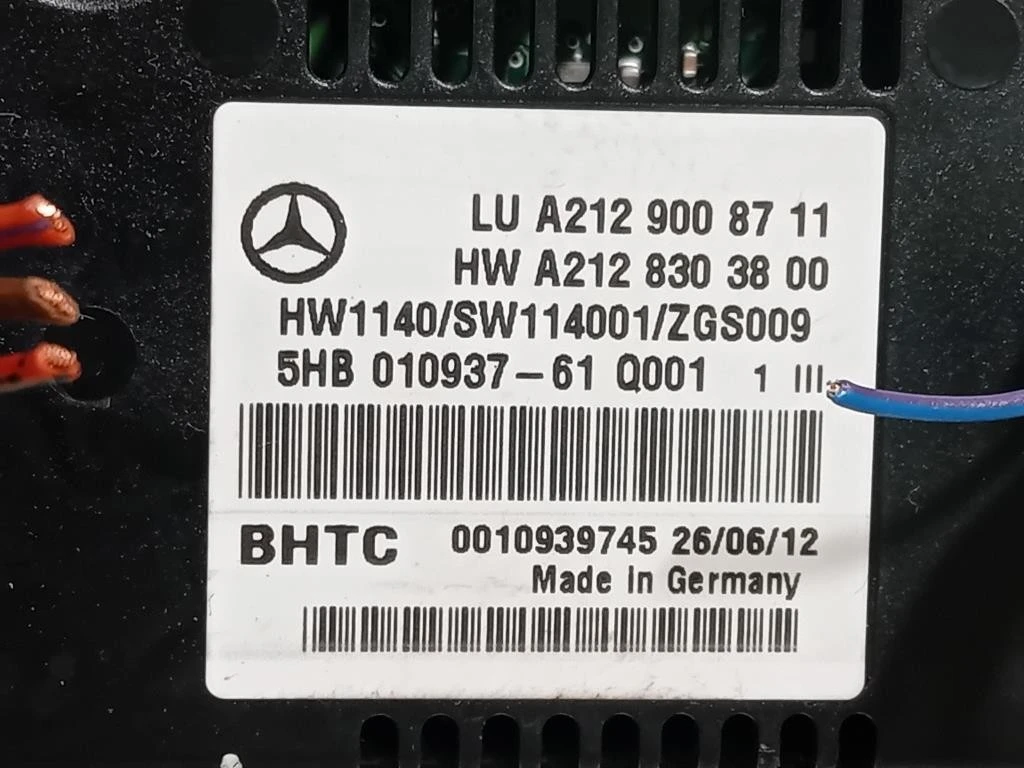 LU A212 900 87 11
HW A212 830 38 00
HW1140/SW114001/ZGS009
5HB 010937-61 Q001 1 III
BHTC 0010939745 26/06/12
Made in Germany